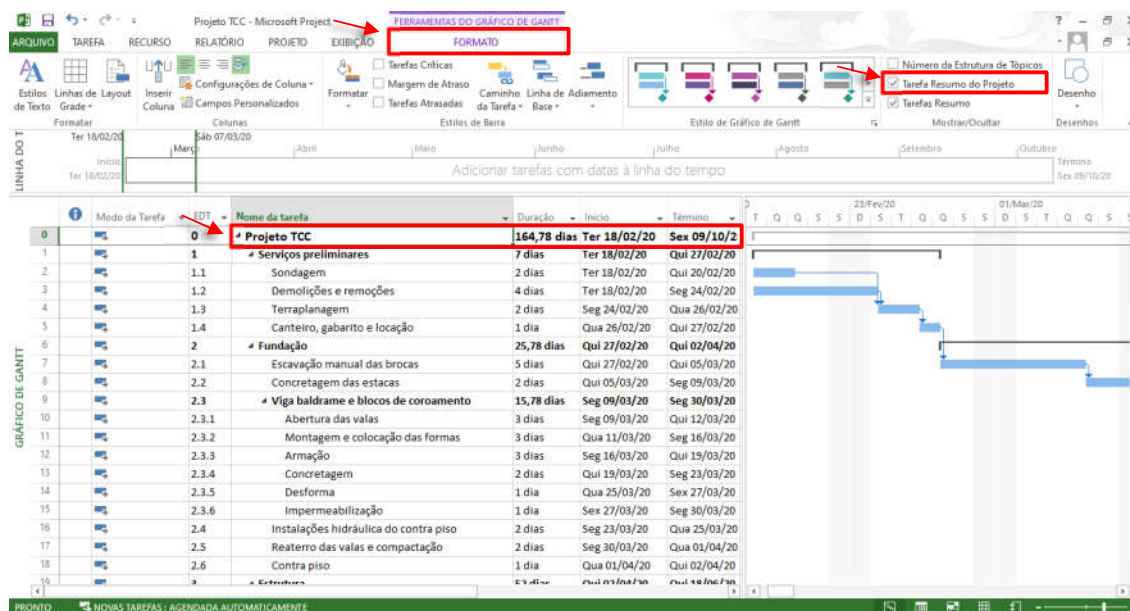 Projeto TCC - Microsoft Project
FERRAMENTAS DO GRÁFICO DE GANTT
ARQUIVO TAREFA RECURSO RELATÓRIO PROJETO EXIBIÇÃO FORMATO
Estilos de Texto
Linhas de Grade
Layout
Formatar
Inserir Coluna
Configurações de Coluna
Campos Personalizados
Colunas
Formatar
Tarefas Críticas
Margem de Atraso
Tarefas Atrasadas
Caminho da Tarefa
Linha de Base
Adiamento
Estilos de Barra
Estilo de Gráfico de Gantt
Número da Estrutura de Tópicos
Tarefa Resumo do Projeto
Tarefas Resumo
Mostrar/Ocultar
Desenho
Desenhos
LINHA DO T
Ter 18/02/20 Sáb 07/03/20
Março Abril Maio Junho Julho Agosto Setembro Outubro
Início
Ter 18/02/20
Adicionar tarefas com datas à linha do tempo
Término
Sex 09/10/20
GRÁFICO DE GANTT
Modo da Tarefa EDT Nome da tarefa Duração Início Término
23/Fev/20 01/Mar/20
T Q Q S S D S T Q Q S S D S T Q Q S
0 0 Projeto TCC 164,78 dias Ter 18/02/20 Sex 09/10/2
1 1 Serviços preliminares 7 dias Ter 18/02/20 Qui 27/02/20
2 1.1 Sondagem 2 dias Ter 18/02/20 Qui 20/02/20
3 1.2 Demolições e remoções 4 dias Ter 18/02/20 Seg 24/02/20
4 1.3 Terraplanagem 2 dias Seg 24/02/20 Qua 26/02/20
5 1.4 Canteiro, gabarito e locação 1 dia Qua 26/02/20 Qui 27/02/20
6 2 Fundação 25,78 dias Qui 27/02/20 Qui 02/04/20
7 2.1 Escavação manual das brocas 5 dias Qui 27/02/20 Qui 05/03/20
8 2.2 Concretagem das estacas 2 dias Qui 05/03/20 Seg 09/03/20
9 2.3 Viga baldrame e blocos de coroamento 15,78 dias Seg 09/03/20 Seg 30/03/20
10 2.3.1 Abertura das valas 3 dias Seg 09/03/20 Qui 12/03/20
11 2.3.2 Montagem e colocação das formas 3 dias Qua 11/03/20 Seg 16/03/20
12 2.3.3 Armação 3 dias Seg 16/03/20 Qui 19/03/20
13 2.3.4 Concretagem 2 dias Qui 19/03/20 Seg 23/03/20
14 2.3.5 Desforma 1 dia Qua 25/03/20 Sex 27/03/20
15 2.3.6 Impermeabilização 1 dia Sex 27/03/20 Seg 30/03/20
16 2.4 Instalações hidráulica do contra piso 2 dias Seg 23/03/20 Qua 25/03/20
17 2.5 Reaterro das valas e compactação 2 dias Seg 30/03/20 Qua 01/04/20
18 2.6 Contra piso 1 dia Qua 01/04/20 Qui 02/04/20
19 3 Estrutura 52 dias Qui 02/04/20 Qui 18/06/20
PRONTO NOVAS TAREFAS : AGENDADA AUTOMATICAMENTE